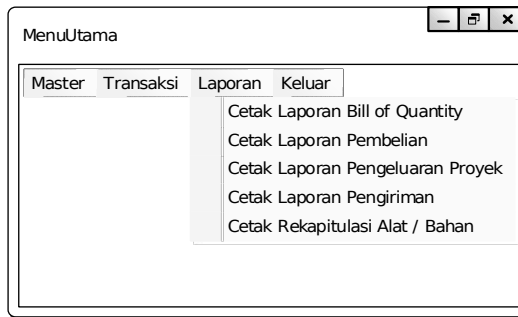 MenuUtama
Master Transaksi Laporan Keluar
Cetak Laporan Bill of Quantity
Cetak Laporan Pembelian
Cetak Laporan Pengeluaran Proyek
Cetak Laporan Pengiriman
Cetak Rekapitulasi Alat / Bahan